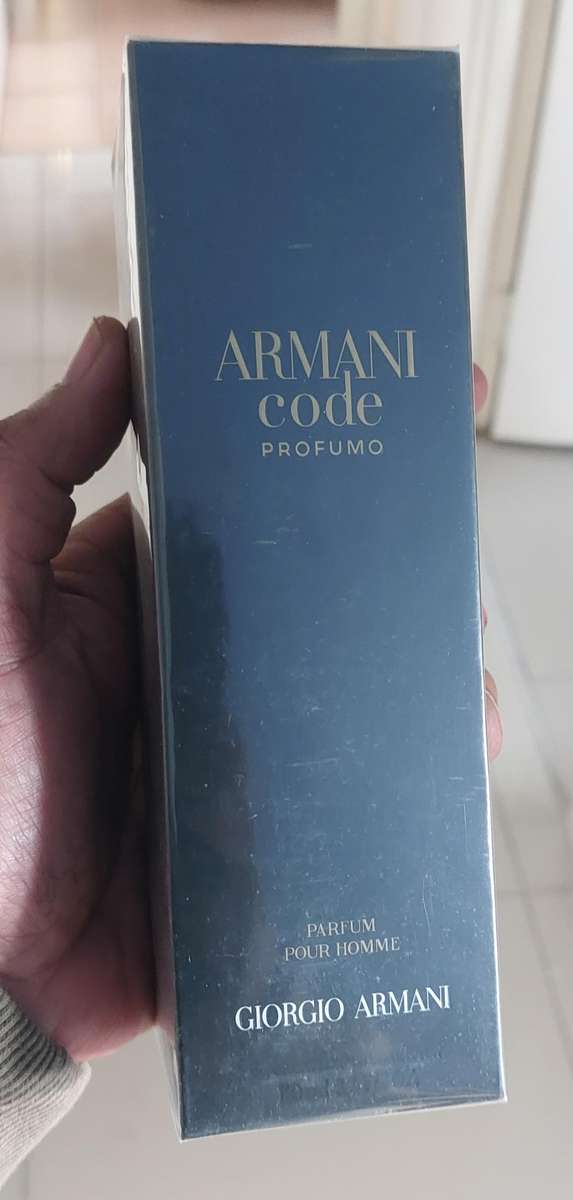 ARMANI
code
PROFUMO
PARFUM
POUR HOMME
GIORGIO ARMANI